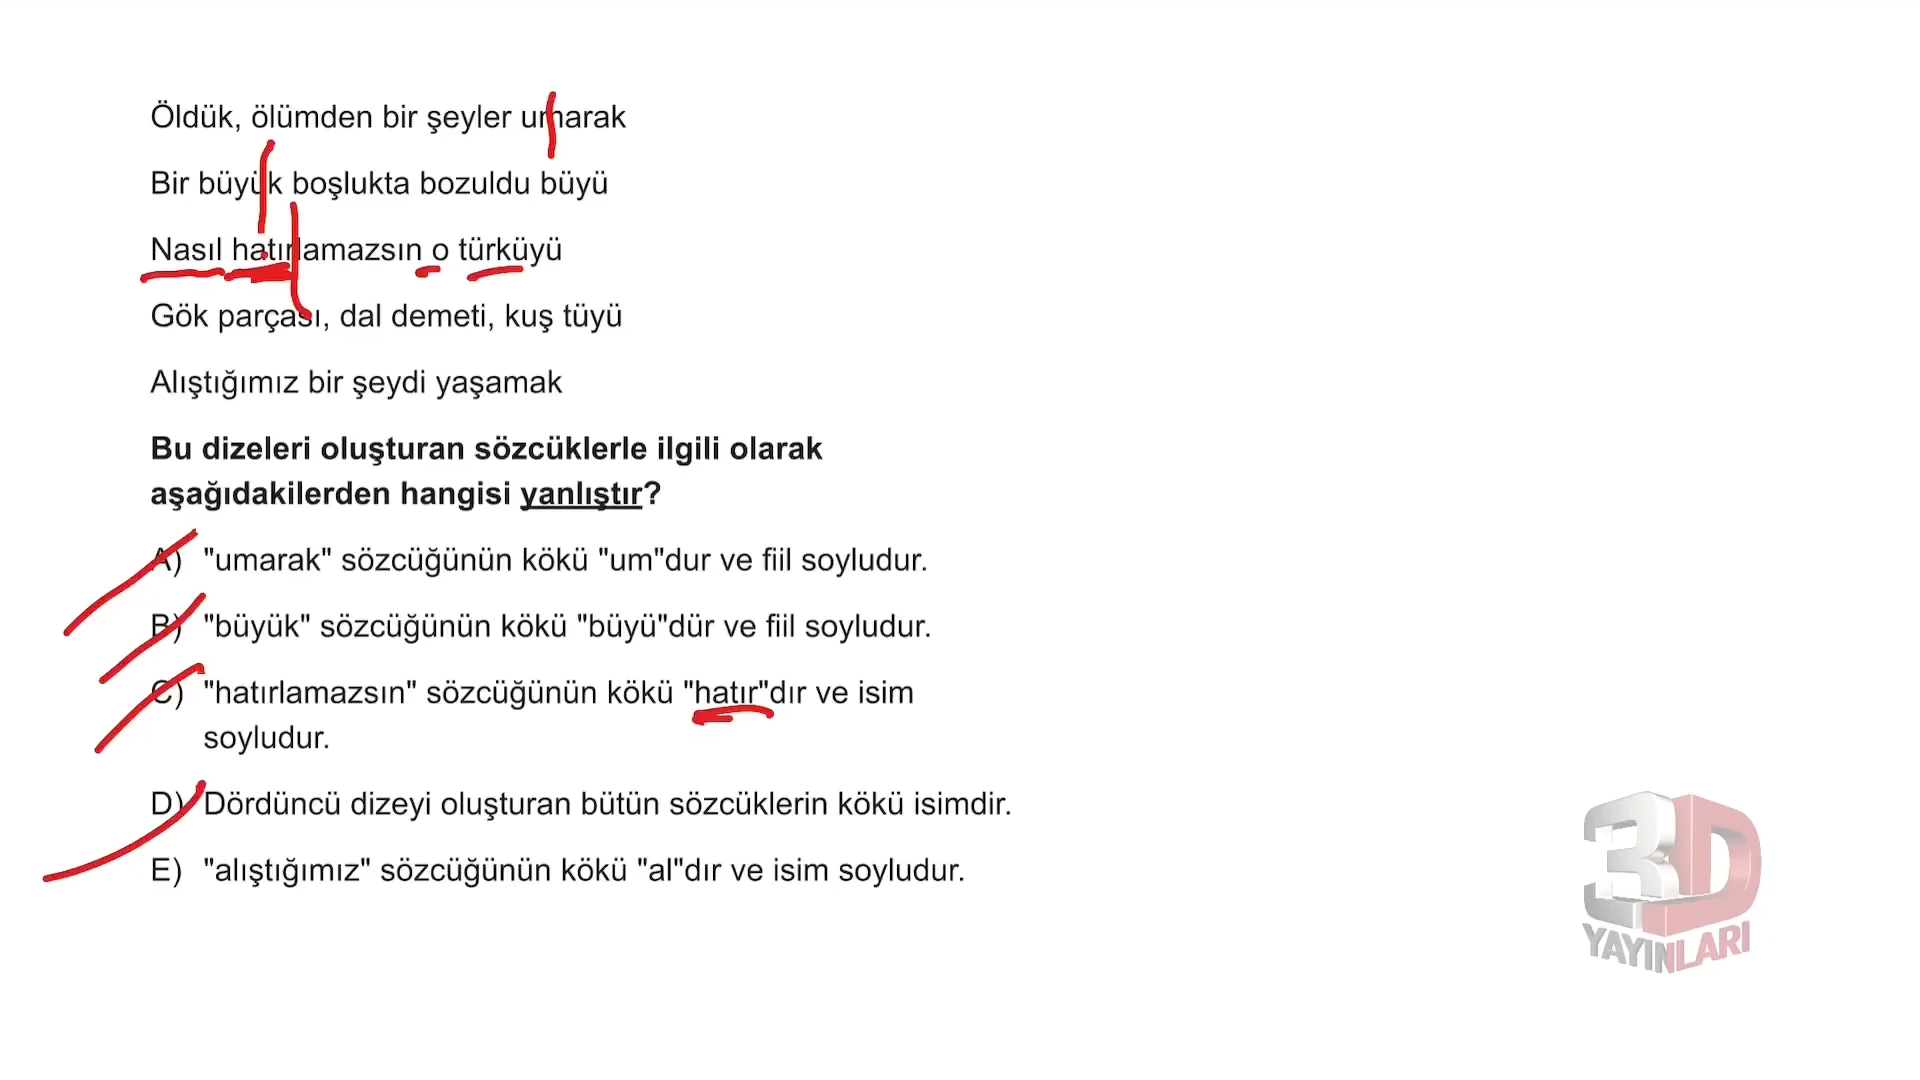 Öldük, ölümden bir şeyler umarak
Bir büyük boşlukta bozuldu büyü
Nasıl hatırlamazsın o türküyü
Gök parçası, dal demeti, kuş tüyü
Alıştığımız bir şeydi yaşamak
Bu dizeleri oluşturan sözcüklerle ilgili olarak
aşağıdakilerden hangisi yanlıştır?
A) "umarak" sözcüğünün kökü "um"dur ve fiil soyludur.
B) "büyük" sözcüğünün kökü "büyü"dür ve fiil soyludur.
C) "hatırlamazsın" sözcüğünün kökü "hatır"dır ve isim
soyludur.
D) Dördüncü dizeyi oluşturan bütün sözcüklerin kökü isimdir.
E) "alıştığımız" sözcüğünün kökü "al"dır ve isim soyludur.
3D
YAYINLARI